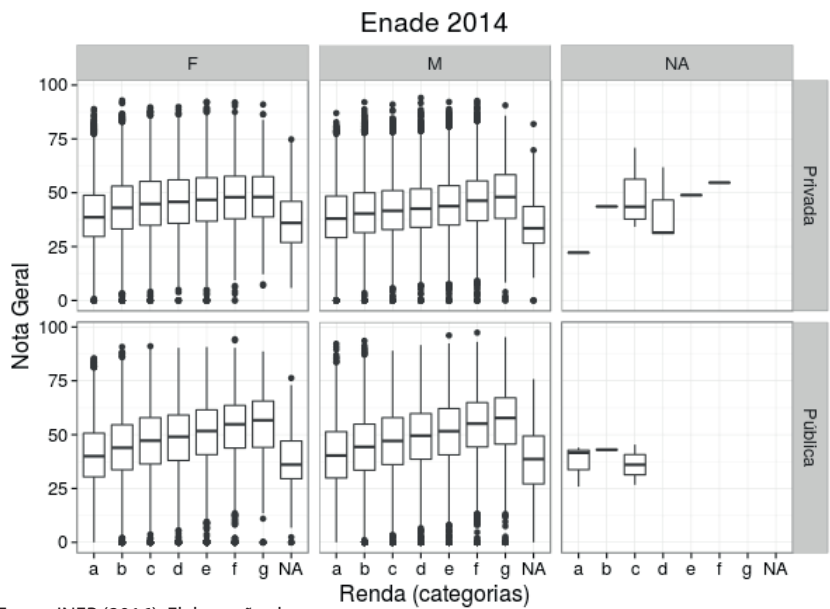 Enade 2014
F M NA
100
75
50
25
0
Privada
100
75
50
25
0
Pública
Nota Geral
a b c d e f g NA a b c d e f g NA a b c d e f g NA
Renda (categorias)